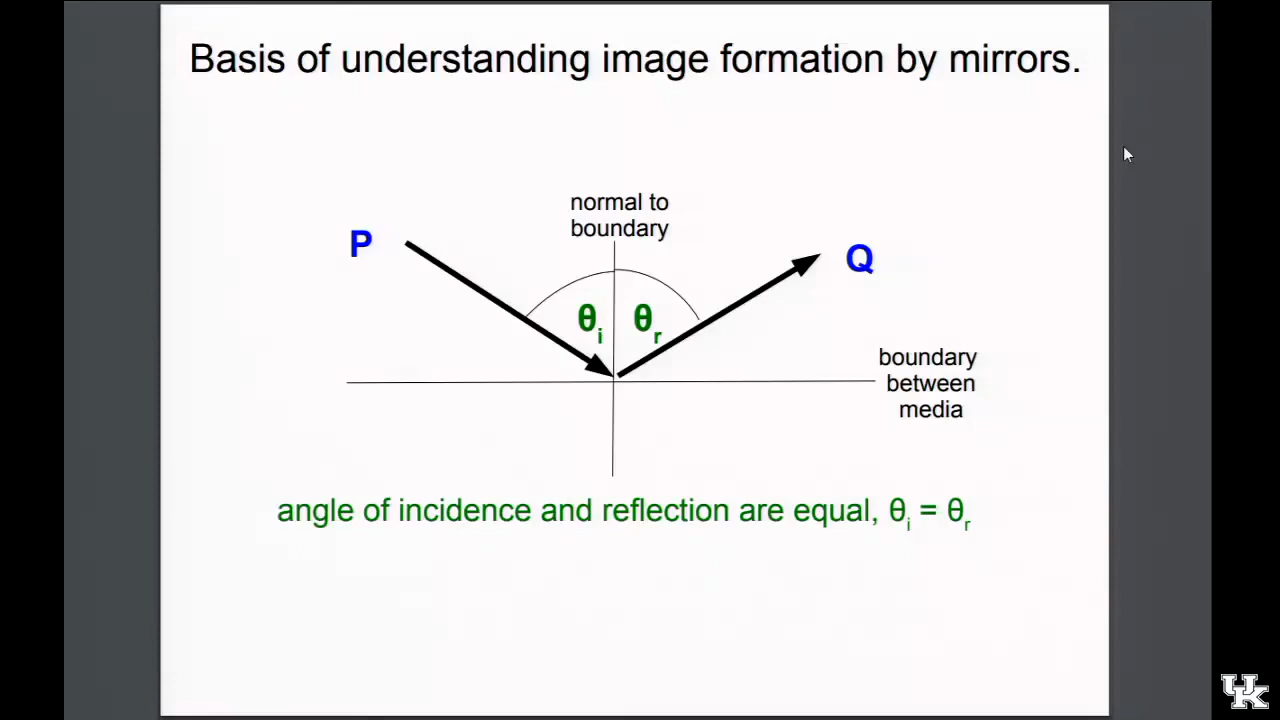 Basis of understanding image formation by mirrors.
normal to
boundary
P
Q
θi
θr
boundary
between
media
angle of incidence and reflection are equal, θi = θr
UK